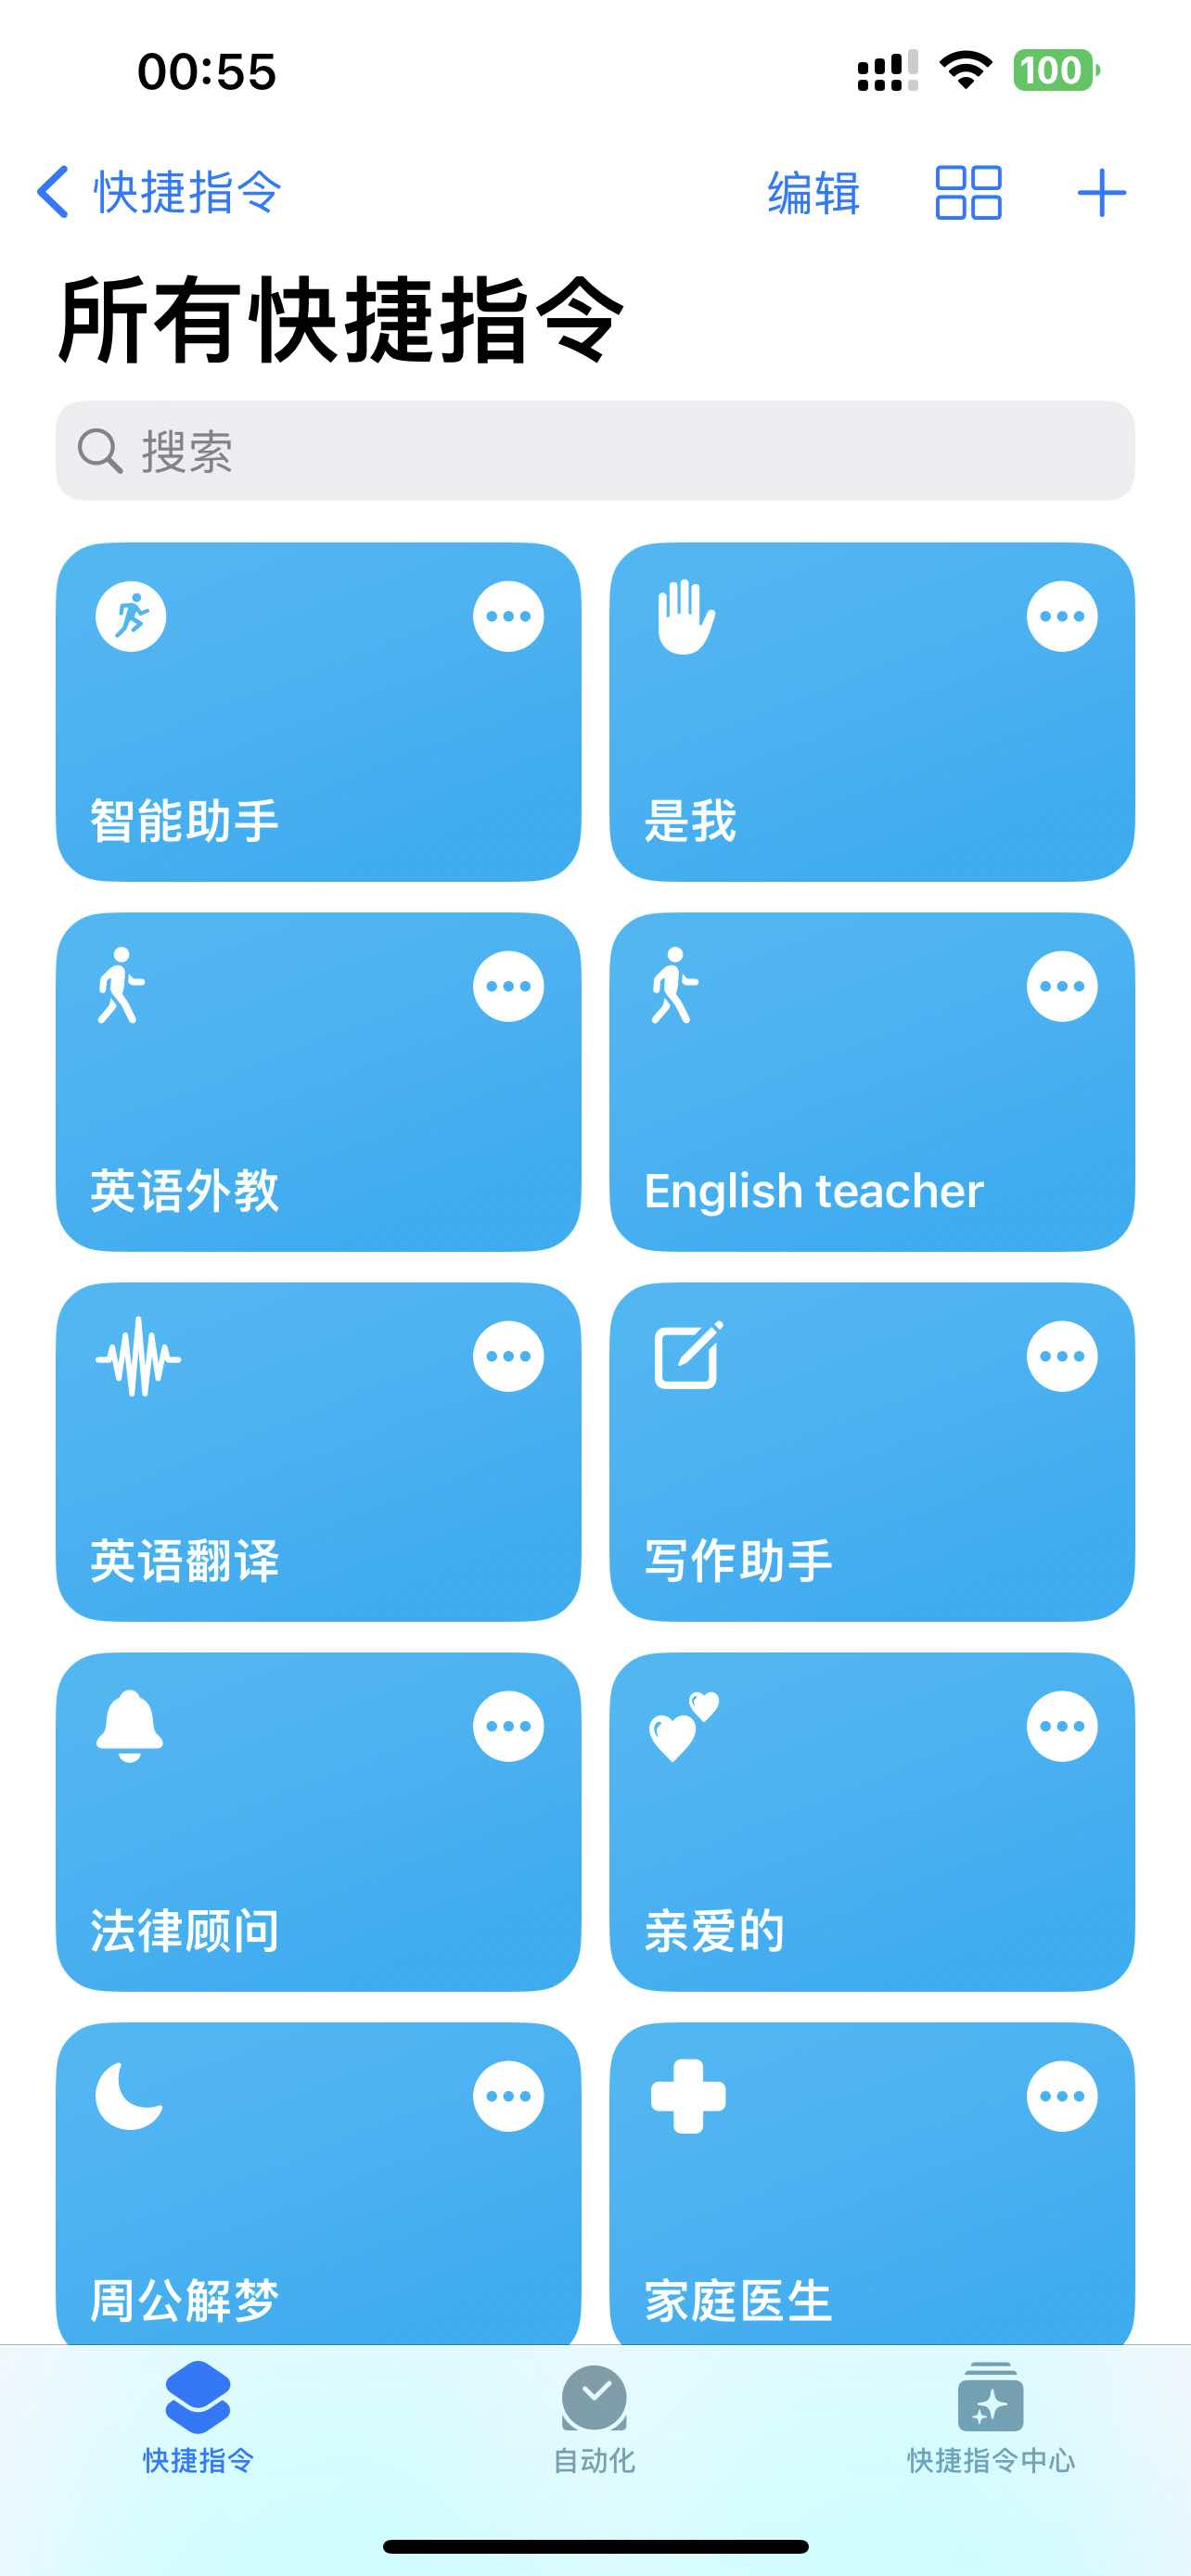 00:55
100
快捷指令
编辑
所有快捷指令
搜索
智能助手
是我
英语外教
English teacher
英语翻译
写作助手
法律顾问
亲爱的
周公解梦
家庭医生
快捷指令
自动化
快捷指令中心